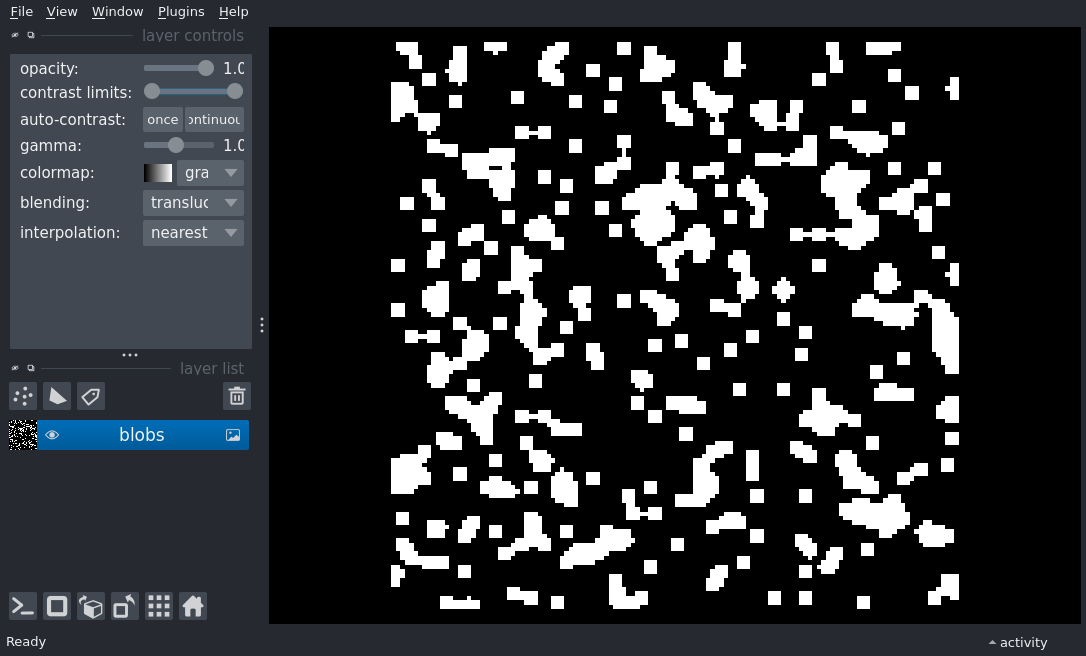 File View Window Plugins Help
layer controls
opacity: 1.0
contrast limits:
auto-contrast: once ontinuou
gamma: 1.0
colormap: gra
blending: transluc
interpolation: nearest
layer list
blobs
Ready
activity